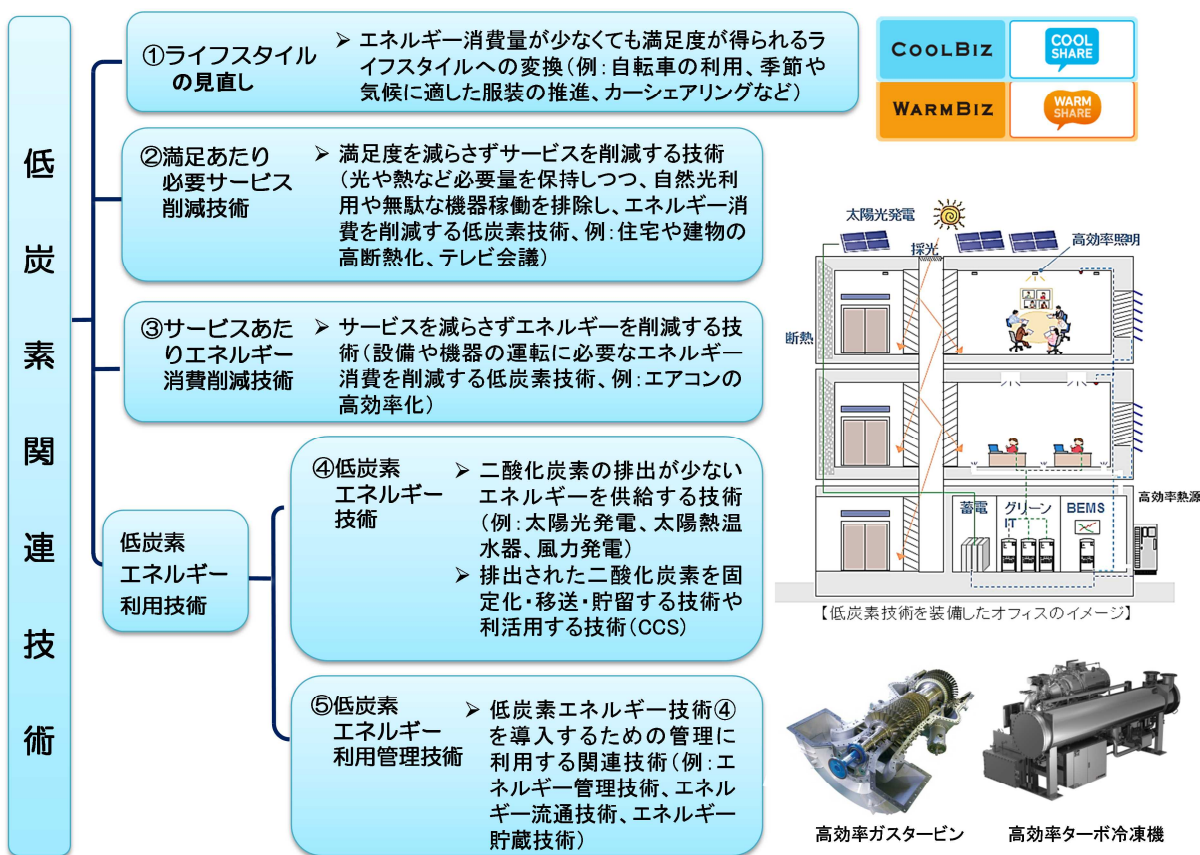 低炭素関連技術
①ライフスタイル
の見直し
➢ エネルギー消費量が少なくても満足度が得られるラ
イフスタイルへの変換(例:自転車の利用、季節や
気候に適した服装の推進、カーシェアリングなど)
②満足あたり
必要サービス
削減技術
➢ 満足度を減らさずサービスを削減する技術
(光や熱など必要量を保持しつつ、自然光利
用や無駄な機器稼働を排除し、エネルギー消
費を削減する低炭素技術、例:住宅や建物の
高断熱化、テレビ会議)
③サービスあた
りエネルギー
消費削減技術
➢ サービスを減らさずエネルギーを削減する技
術(設備や機器の運転に必要なエネルギー
消費を削減する低炭素技術、例:エアコンの
高効率化)
低炭素
エネルギー
利用技術
④低炭素
エネルギー
技術
➢ 二酸化炭素の排出が少ない
エネルギーを供給する技術
(例:太陽光発電、太陽熱温
水器、風力発電)
➢ 排出された二酸化炭素を固
定化・移送・貯留する技術や
利活用する技術(CCS)
⑤低炭素
エネルギー
利用管理技術
➢ 低炭素エネルギー技術④
を導入するための管理に
利用する関連技術(例:エ
ネルギー管理技術、エネル
ギー流通技術、エネルギー
貯蔵技術)
COOLBIZ
COOL
SHARE
WARMBIZ
WARM
SHARE
太陽光発電
採光
高効率照明
断熱
蓄電
グリーン
IT
BEMS
高効率熱源
【低炭素技術を装備したオフィスのイメージ】
高効率ガスタービン
高効率ターボ冷凍機